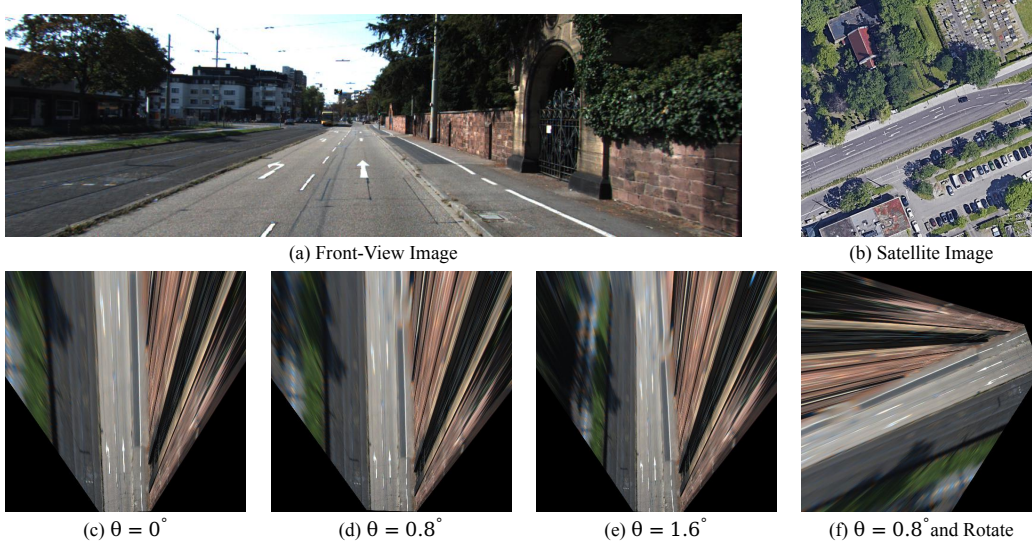 (a) Front-View Image
(b) Satellite Image
(c) θ = 0°
(d) θ = 0.8°
(e) θ = 1.6°
(f) θ = 0.8° and Rotate